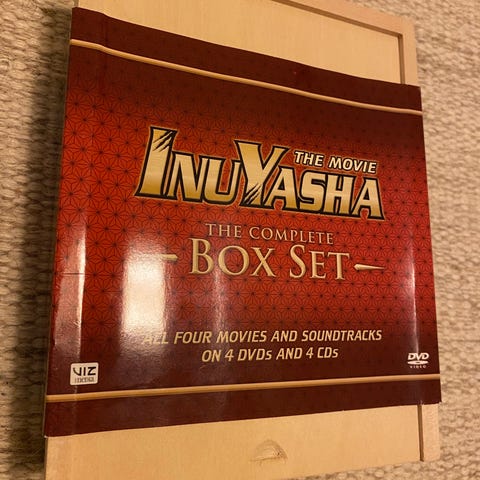 THE MOVIE
INUYASHA
THE COMPLETE
BOX SET
ALL FOUR MOVIES AND SOUNDTRACKS
ON 4 DVDs AND 4 CDs
VIZ
media
DVD
VIDEO